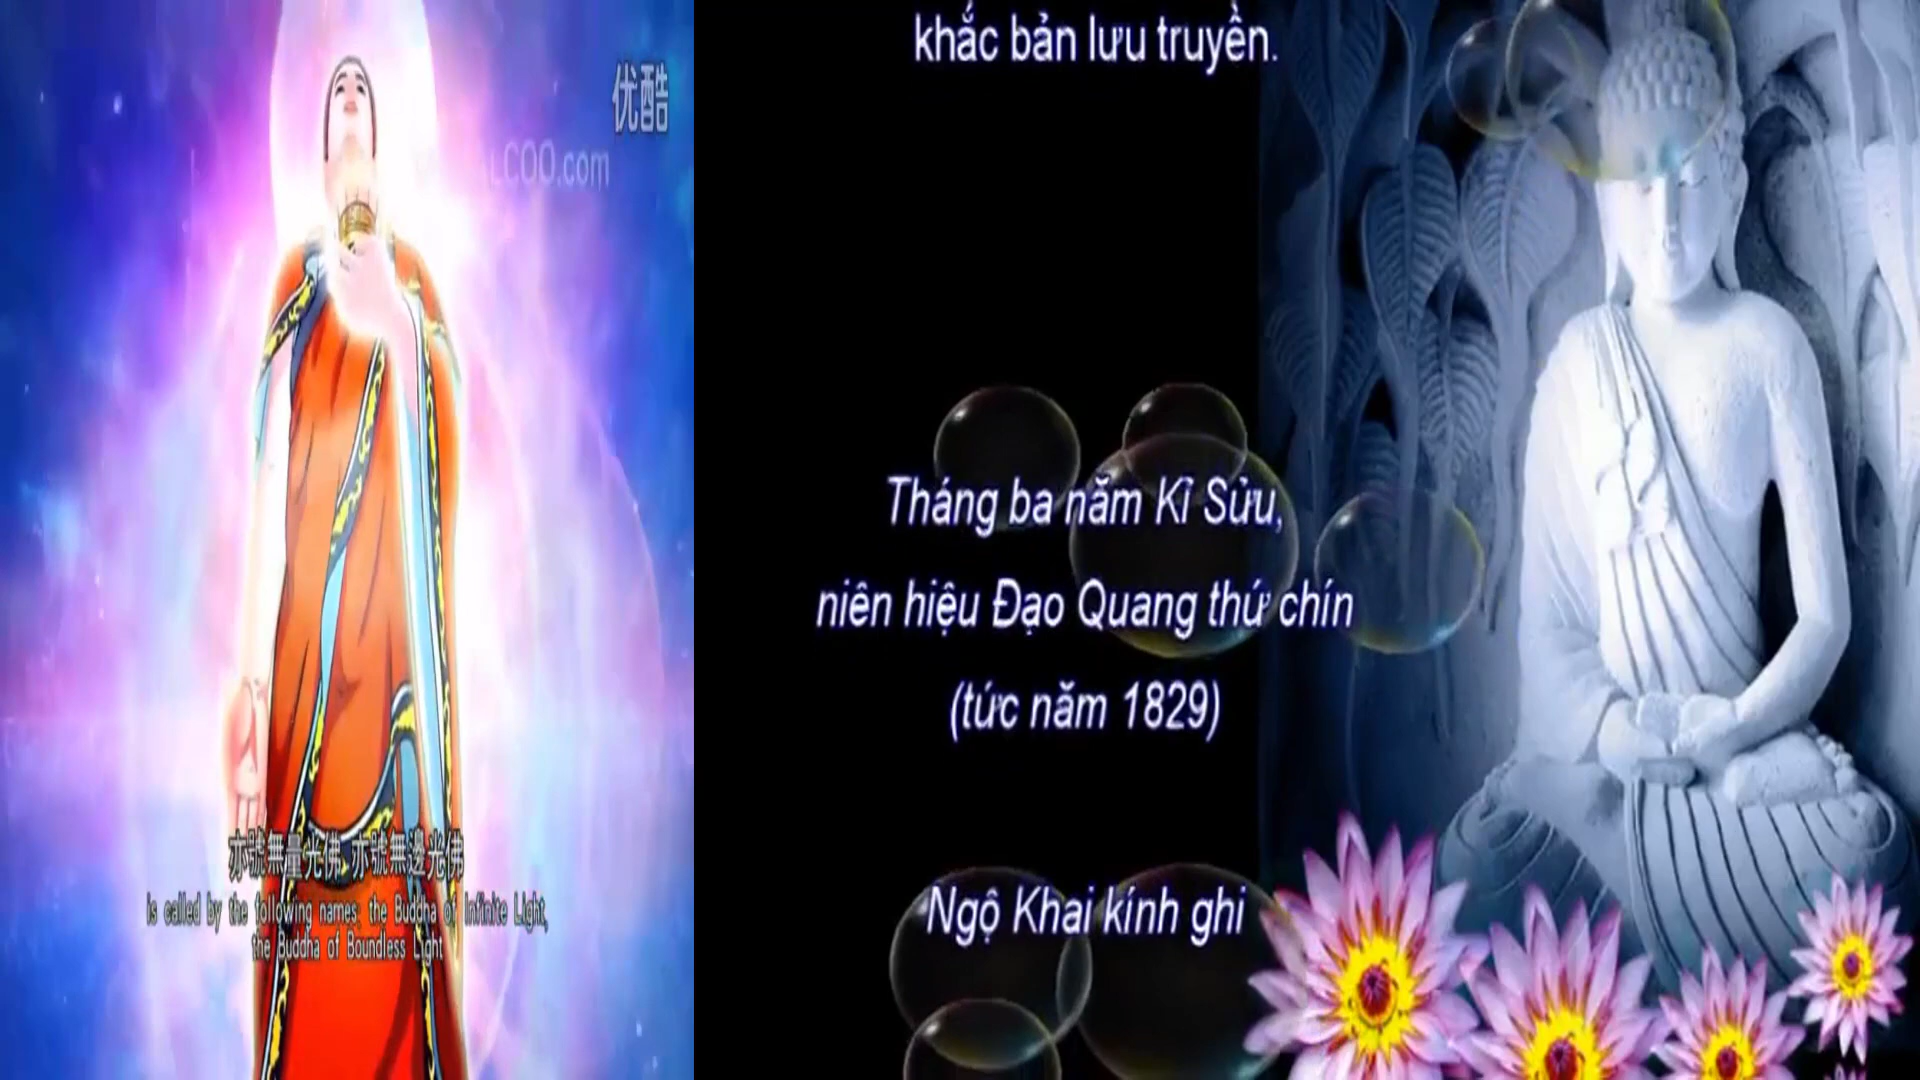 优酷
LCOO.com
亦號無量光佛 亦號無邊光佛
is called by the following names: the Buddha of Infinite Light,
the Buddha of Boundless Light
khắc bản lưu truyền.
Tháng ba năm Kỉ Sửu,
niên hiệu Đạo Quang thứ chín
(tức năm 1829)
Ngộ Khai kính ghi